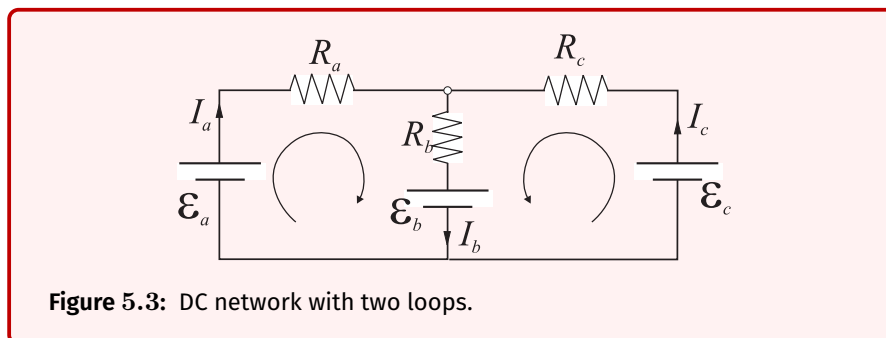 R_a
R_c
I_a
R_b
I_c
ε_a
ε_b
ε_c
I_b
Figure 5.3: DC network with two loops.